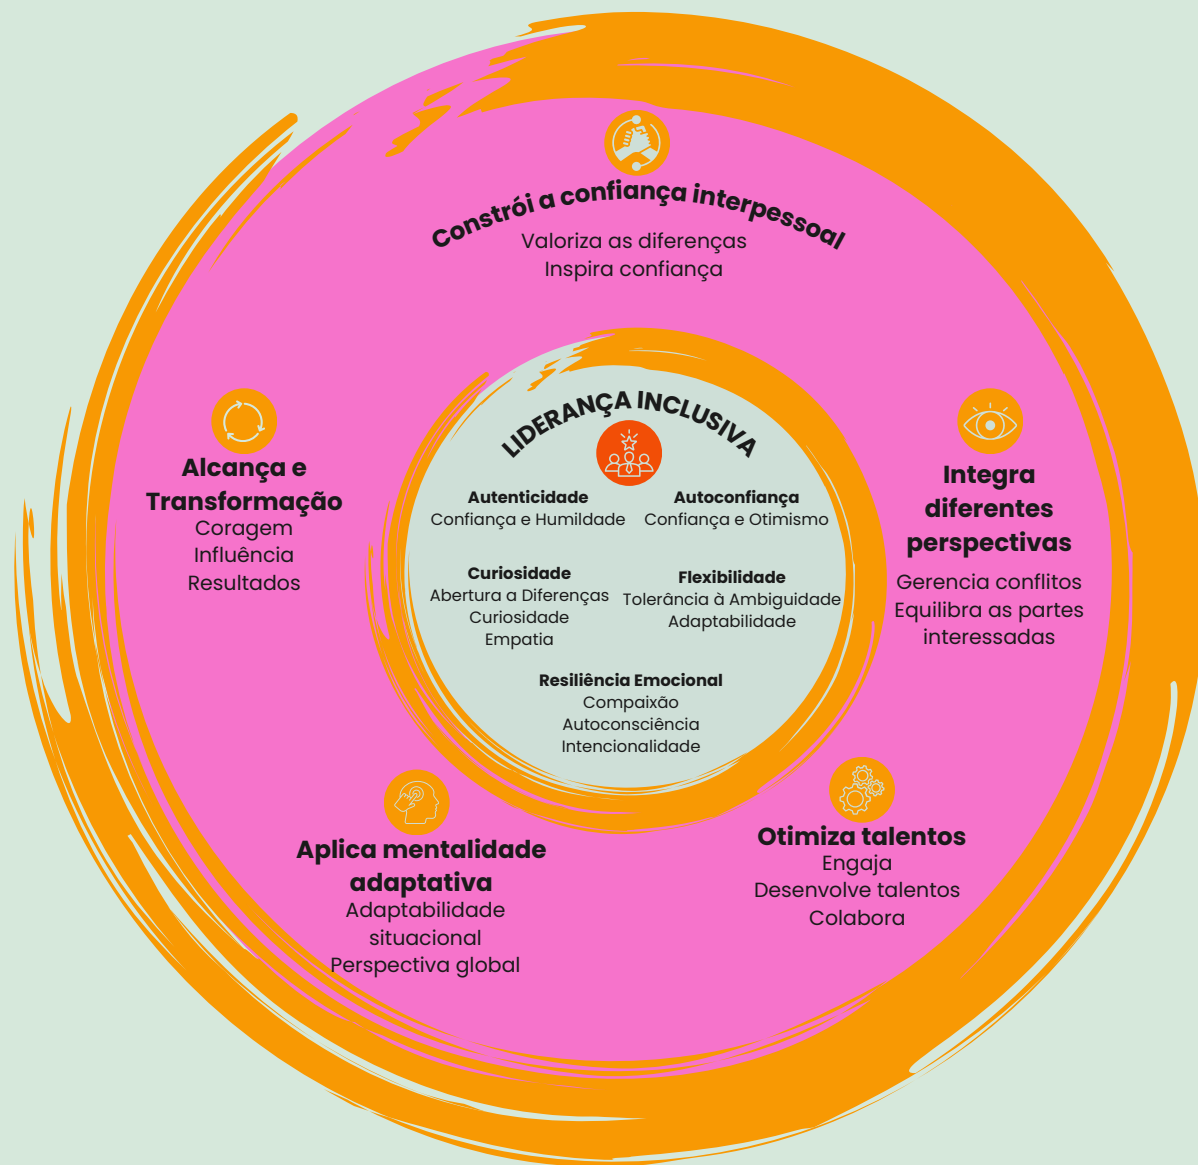 Constrói a confiança interpessoal
Valoriza as diferenças
Inspira confiança
LIDERANÇA INCLUSIVA
Autenticidade
Confiança e Humildade
Autoconfiança
Confiança e Otimismo
Curiosidade
Abertura a Diferenças
Curiosidade
Empatia
Flexibilidade
Tolerância à Ambiguidade
Adaptabilidade
Resiliência Emocional
Compaixão
Autoconsciência
Intencionalidade
Alcança e
Transformação
Coragem
Influência
Resultados
Integra
diferentes
perspectivas
Gerencia conflitos
Equilibra as partes
interessadas
Aplica mentalidade
adaptativa
Adaptabilidade
situacional
Perspectiva global
Otimiza talentos
Engaja
Desenvolve talentos
Colabora